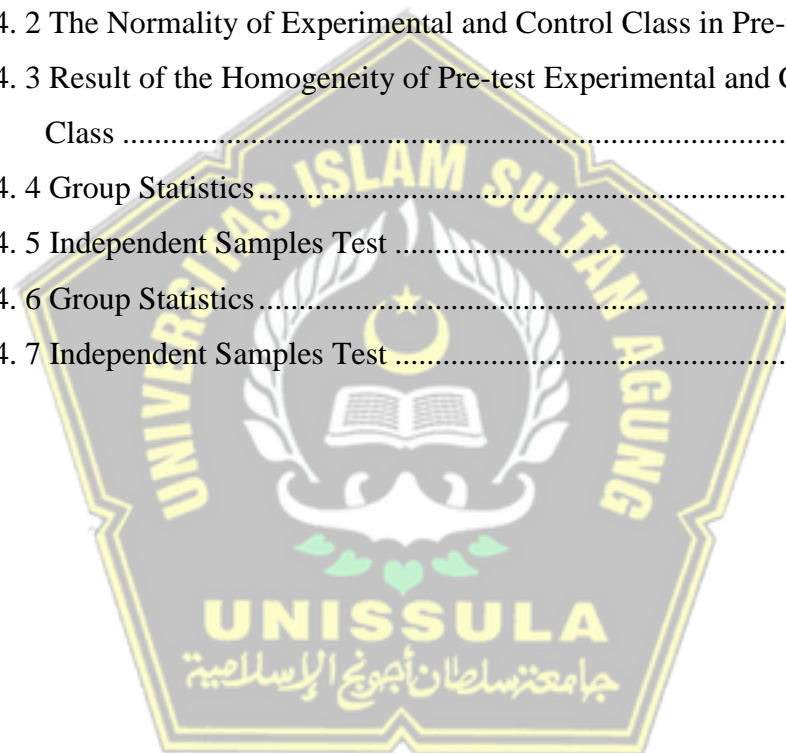 4. 2 The Normality of Experimental and Control Class in Pre-
4. 3 Result of the Homogeneity of Pre-test Experimental and
Class ........................................................................
4. 4 Group Statistics ........................................................................
4. 5 Independent Samples Test ........................................................................
4. 6 Group Statistics ........................................................................
4. 7 Independent Samples Test ........................................................................
UNIVERSITAS ISLAM SULTAN AGUNG
UNISSULA
جامعة سلطان أجونج الإسلامية